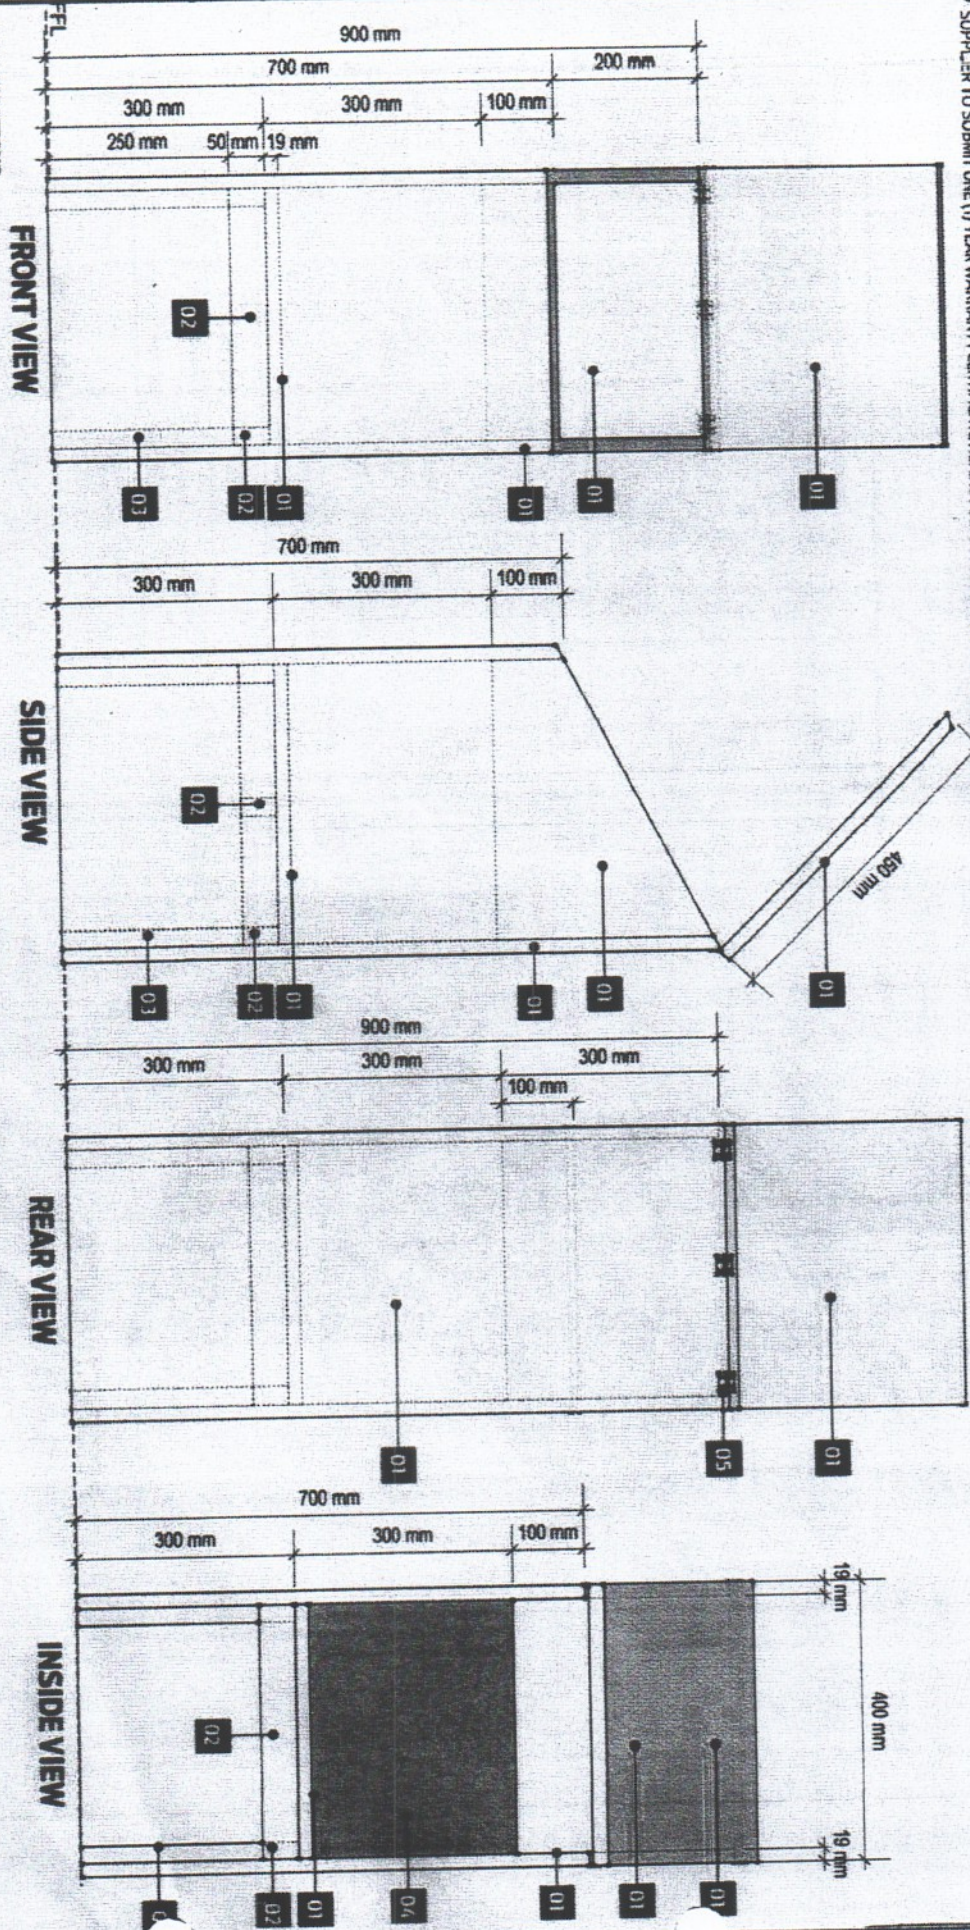 SUPPLIER TO SUBMIT ONE (1) YEAR WARRANTY
FFL
900 mm
700 mm
200 mm
300 mm
300 mm
100 mm
250 mm
50 mm
19 mm
02
03
02
01
01
01
01
FRONT VIEW
700 mm
300 mm
300 mm
100 mm
450 mm
02
03
02
01
01
01
01
SIDE VIEW
900 mm
300 mm
300 mm
300 mm
100 mm
01
05
01
REAR VIEW
700 mm
300 mm
300 mm
100 mm
19 mm
400 mm
19 mm
02
02
01
04
01
01
01
INSIDE VIEW